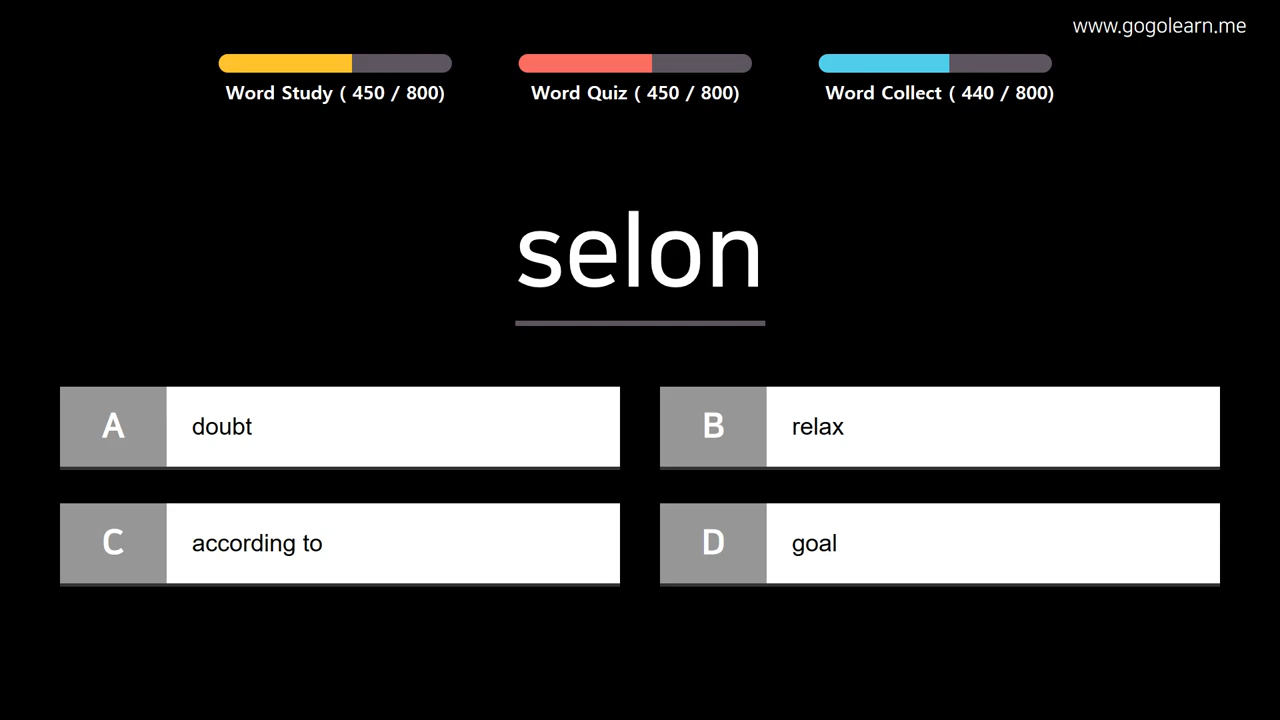 www.gogolearn.me
Word Study ( 450 / 800)
Word Quiz ( 450 / 800)
Word Collect ( 440 / 800)
selon
A doubt
B relax
C according to
D goal